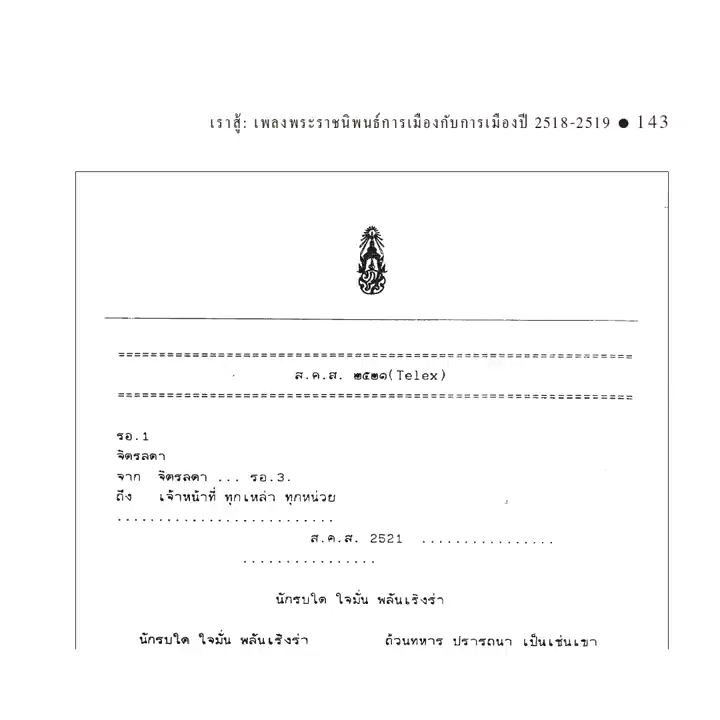 เราสู้: เพลงพระราชนิพนธ์การเมืองกับการเมืองปี 2518-2519 ● 143
ส.ค.ส. ๒๕๒๑(Telex)
รอ.1
จิตรลดา
จาก จิตรลดา ... รอ.3.
ถึง เจ้าหน้าที่ ทุกเหล่า ทุกหน่วย
..........................
ส.ค.ส. 2521 ................
................
นักรบใด ใจมั่น พลันเริงร่า
นักรบใด ใจมั่น พลันเริงร่า ถ้วนทหาร ปรารถนา เป็นเช่นเขา